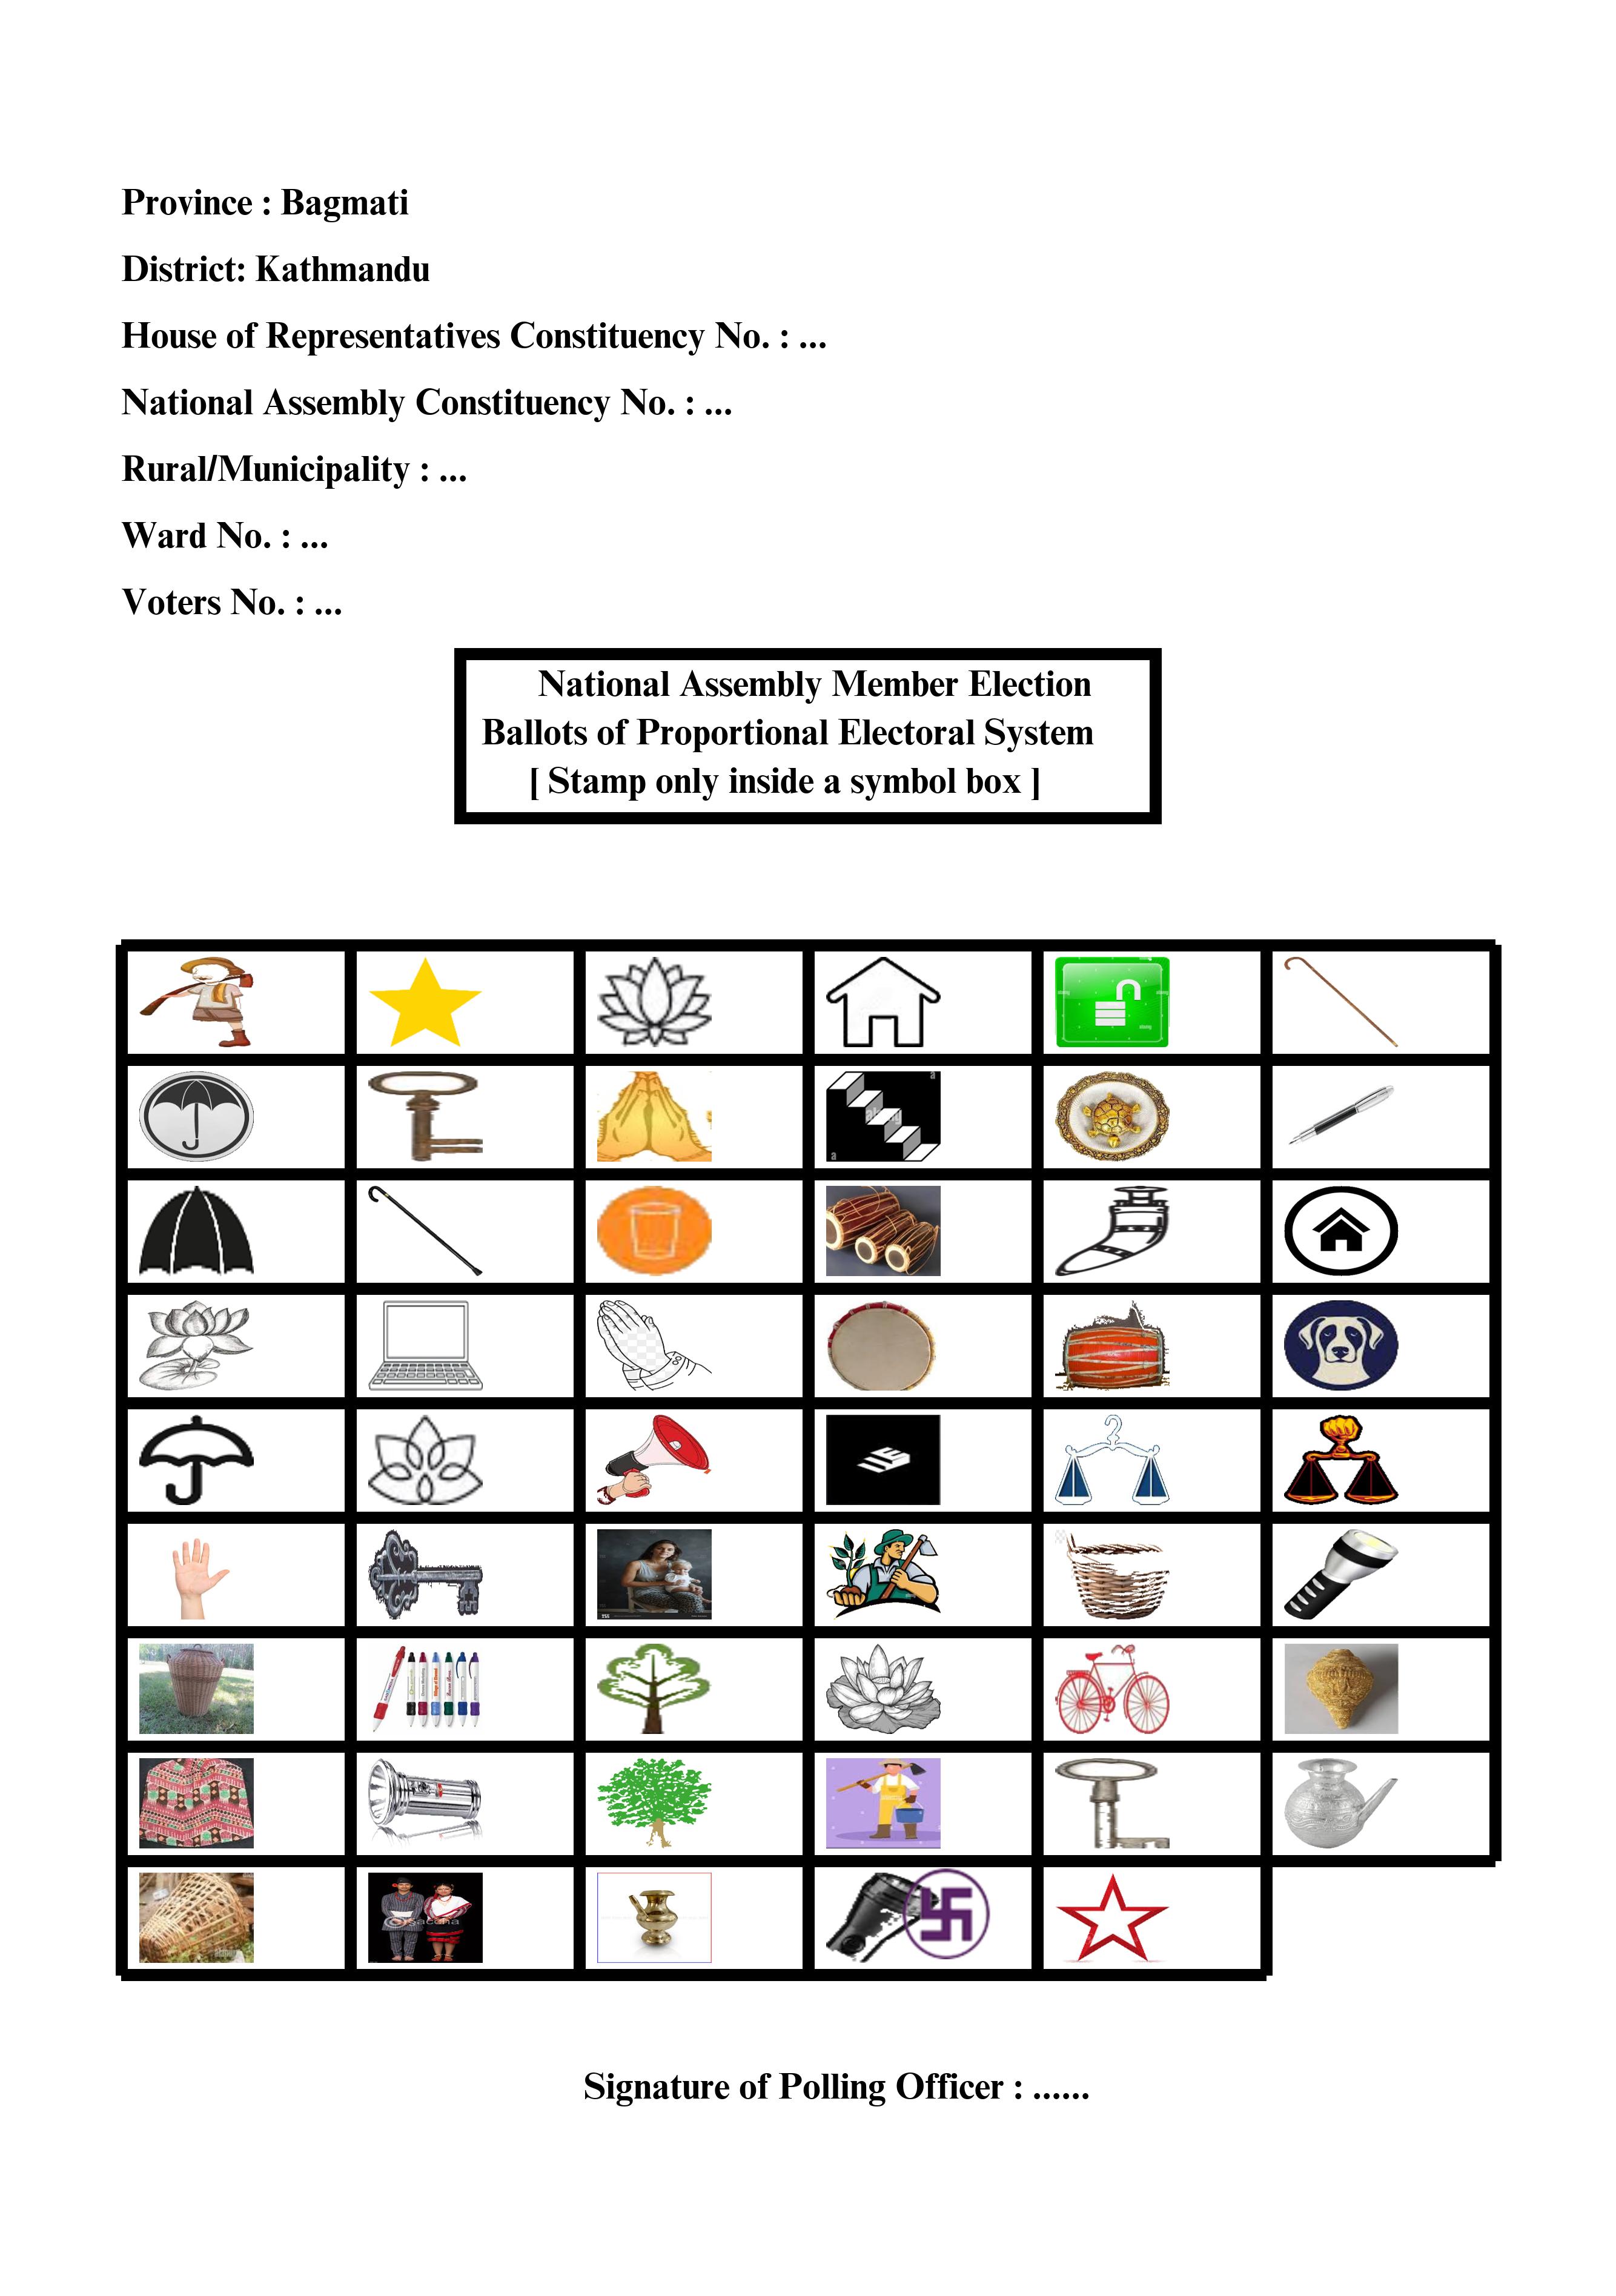 Province : Bagmati
District: Kathmandu
House of Representatives Constituency No. : ...
National Assembly Constituency No. : ...
Rural/Municipality : ...
Ward No. : ...
Voters No. : ...
National Assembly Member Election
Ballots of Proportional Electoral System
[ Stamp only inside a symbol box ]
Signature of Polling Officer : ......